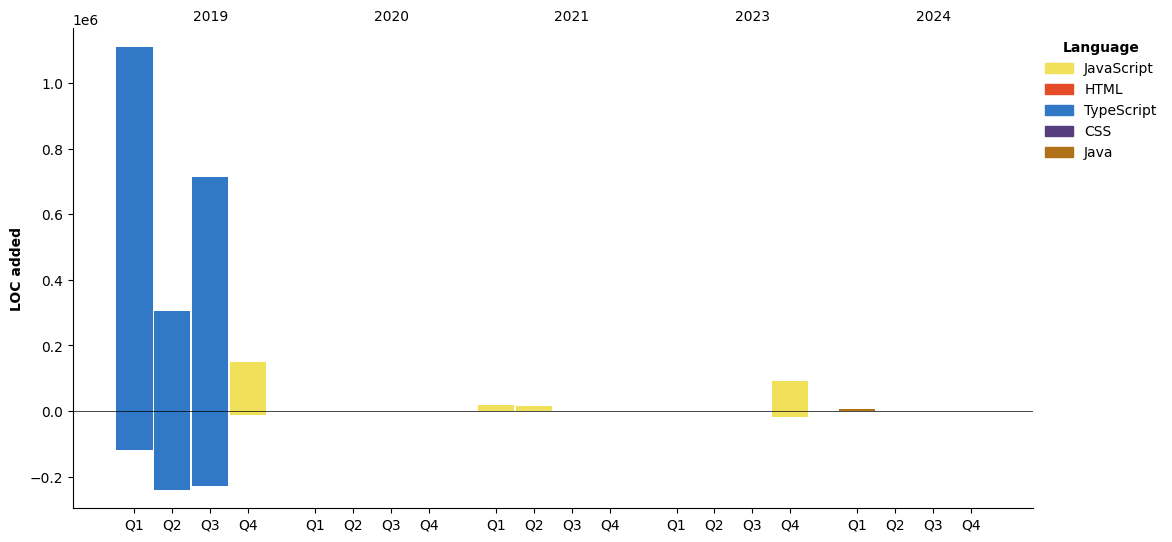 2019 2020 2021 2023 2024
1e6
1.0
0.8
0.6
0.4
0.2
0.0
−0.2
LOC added
Q1 Q2 Q3 Q4 Q1 Q2 Q3 Q4 Q1 Q2 Q3 Q4 Q1 Q2 Q3 Q4 Q1 Q2 Q3 Q4
Language
JavaScript
HTML
TypeScript
CSS
Java